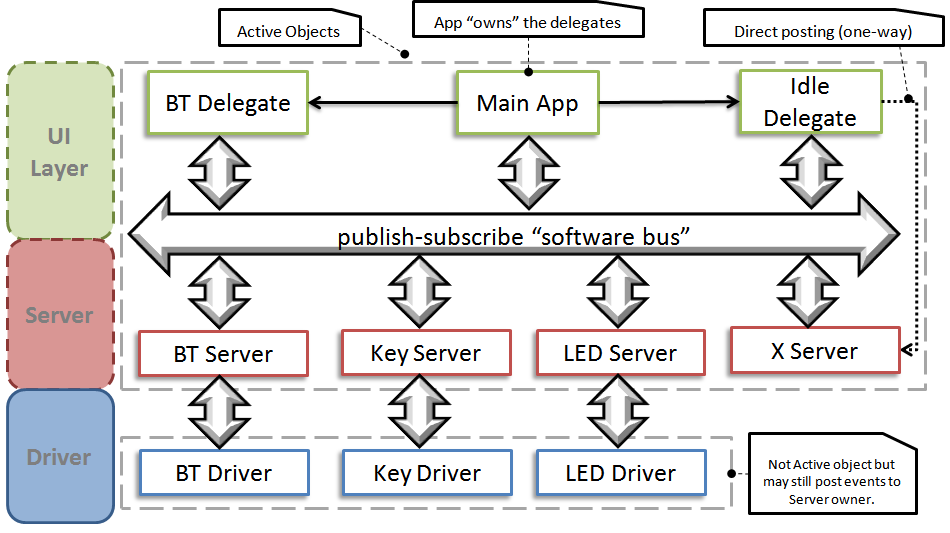 Active Objects
App “owns” the delegates
Direct posting (one-way)
UI
Layer
BT Delegate
Main App
Idle
Delegate
publish-subscribe “software bus”
Server
BT Server
Key Server
LED Server
X Server
Driver
BT Driver
Key Driver
LED Driver
Not Active object but
may still post events to
Server owner.